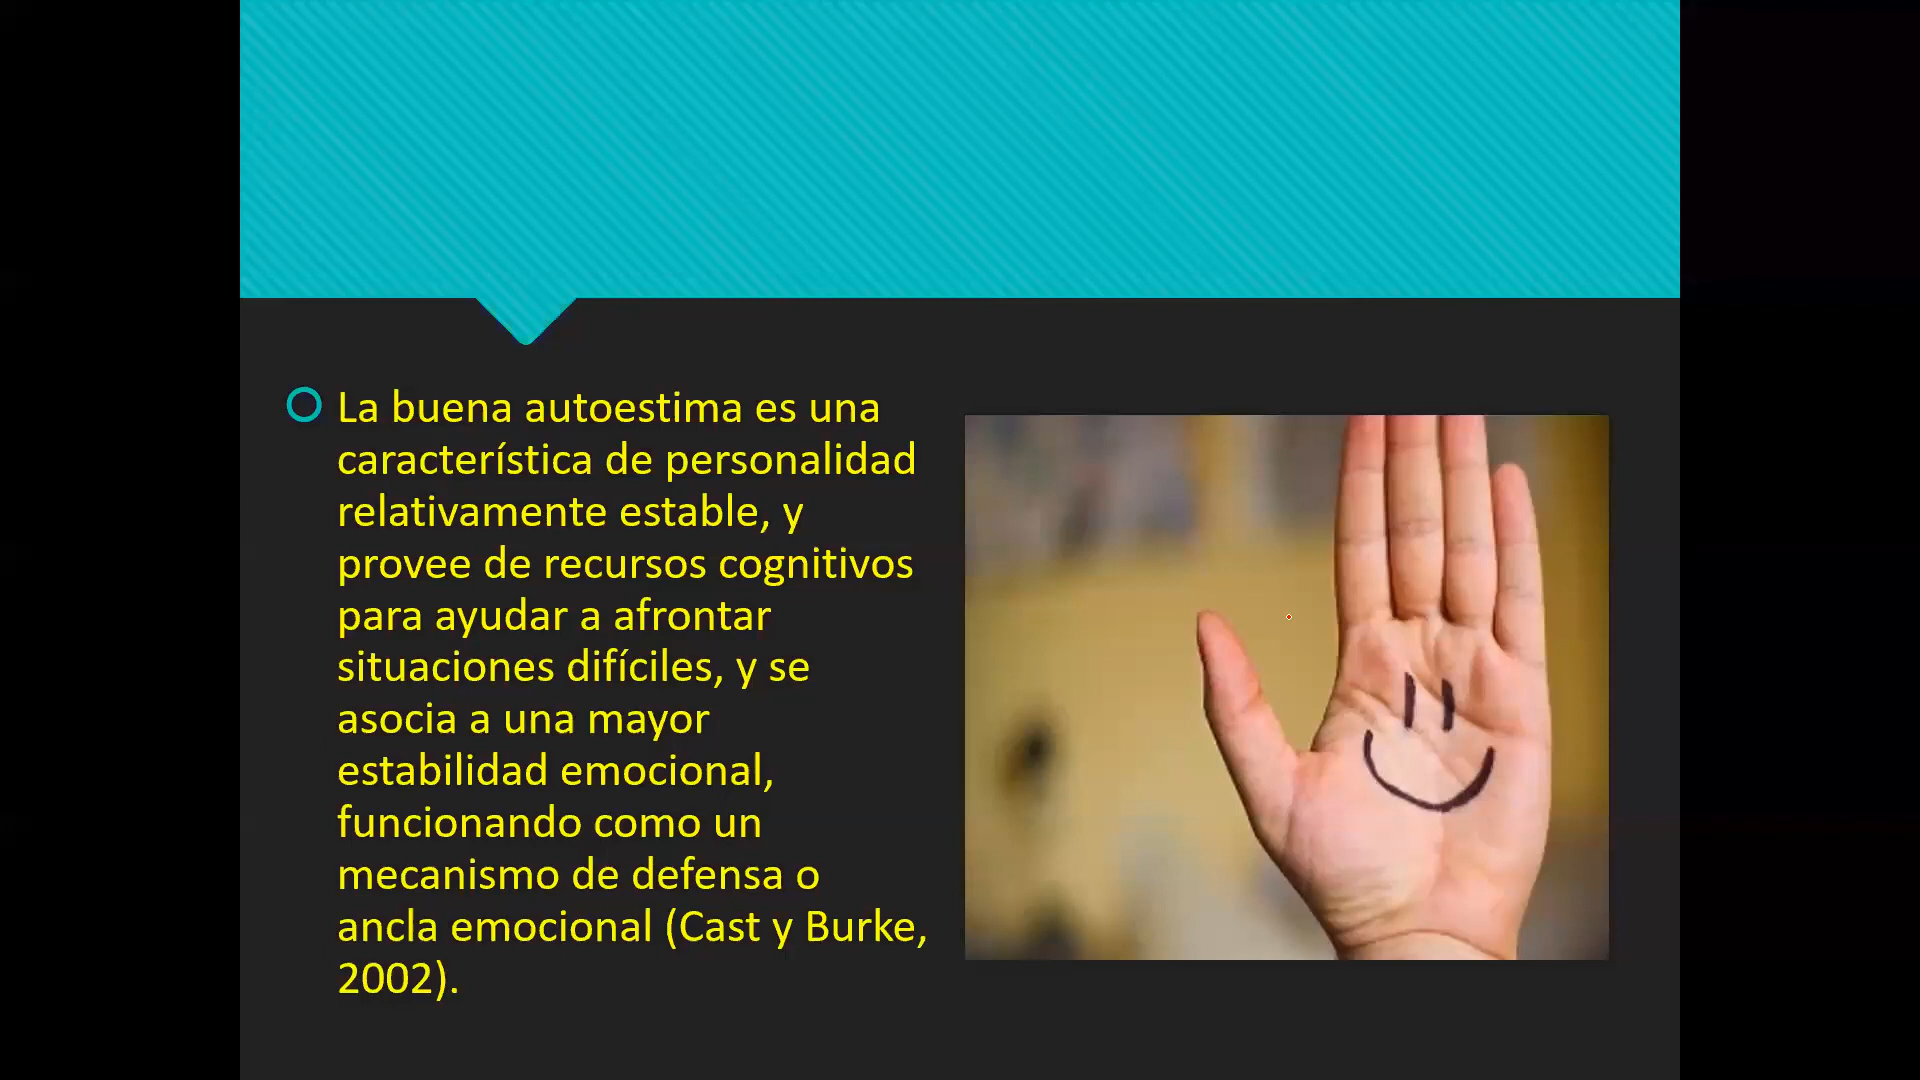 La buena autoestima es una
característica de personalidad
relativamente estable, y
provee de recursos cognitivos
para ayudar a afrontar
situaciones difíciles, y se
asocia a una mayor
estabilidad emocional,
funcionando como un
mecanismo de defensa o
ancla emocional (Cast y Burke,
2002).